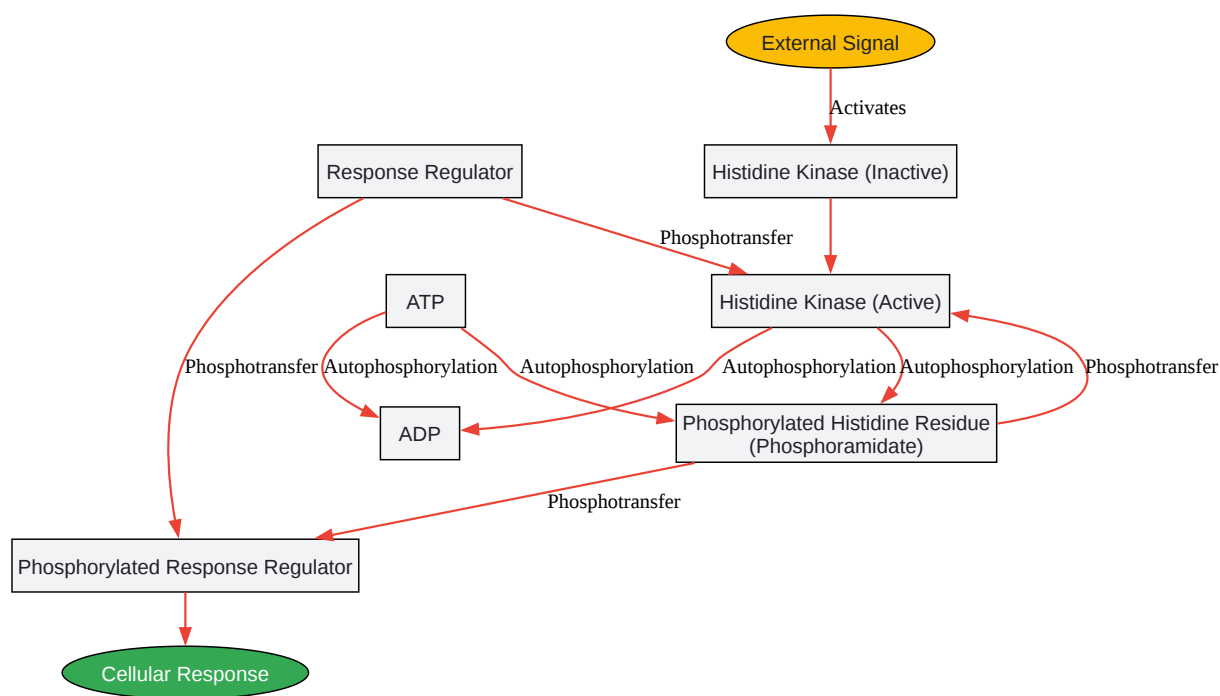 External Signal
Activates
Response Regulator
Histidine Kinase (Inactive)
Phosphotransfer
ATP
Histidine Kinase (Active)
Phosphotransfer
Autophosphorylation
Autophosphorylation
Autophosphorylation
Autophosphorylation
Phosphotransfer
ADP
Phosphorylated Histidine Residue
(Phosphoramidate)
Phosphotransfer
Phosphorylated Response Regulator
Cellular Response